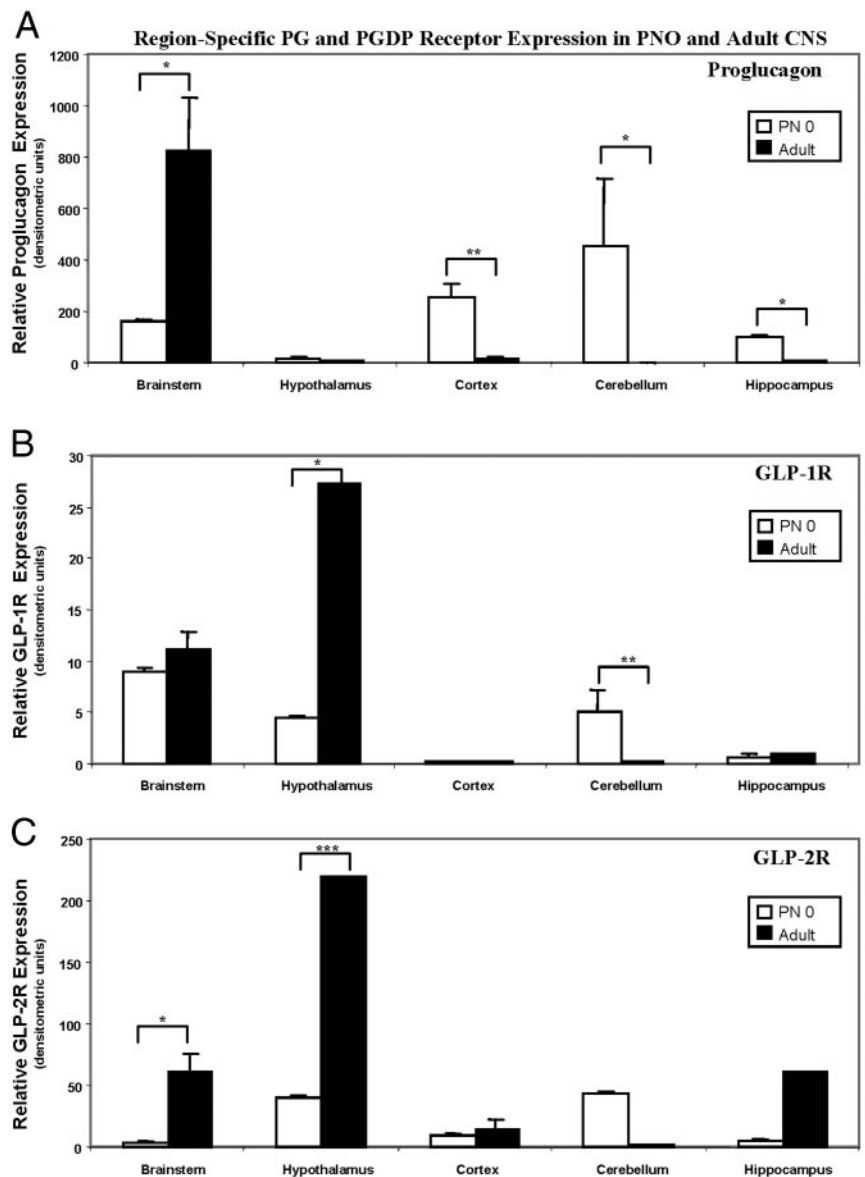 A
Region-Specific PG and PGDP Receptor Expression in PNO and Adult CNS
Proglucagon
Relative Proglucagon Expression
(densitometric units)
1200
1000
800
600
400
200
0
*
**
*
*
PN 0
Adult
Brainstem
Hypothalamus
Cortex
Cerebellum
Hippocampus
B
GLP-1R
Relative GLP-1R Expression
(densitometric units)
30
25
20
15
10
5
0
*
**
PN 0
Adult
Brainstem
Hypothalamus
Cortex
Cerebellum
Hippocampus
C
GLP-2R
Relative GLP-2R Expression
(densitometric units)
250
200
150
100
50
0
*
***
PN 0
Adult
Brainstem
Hypothalamus
Cortex
Cerebellum
Hippocampus